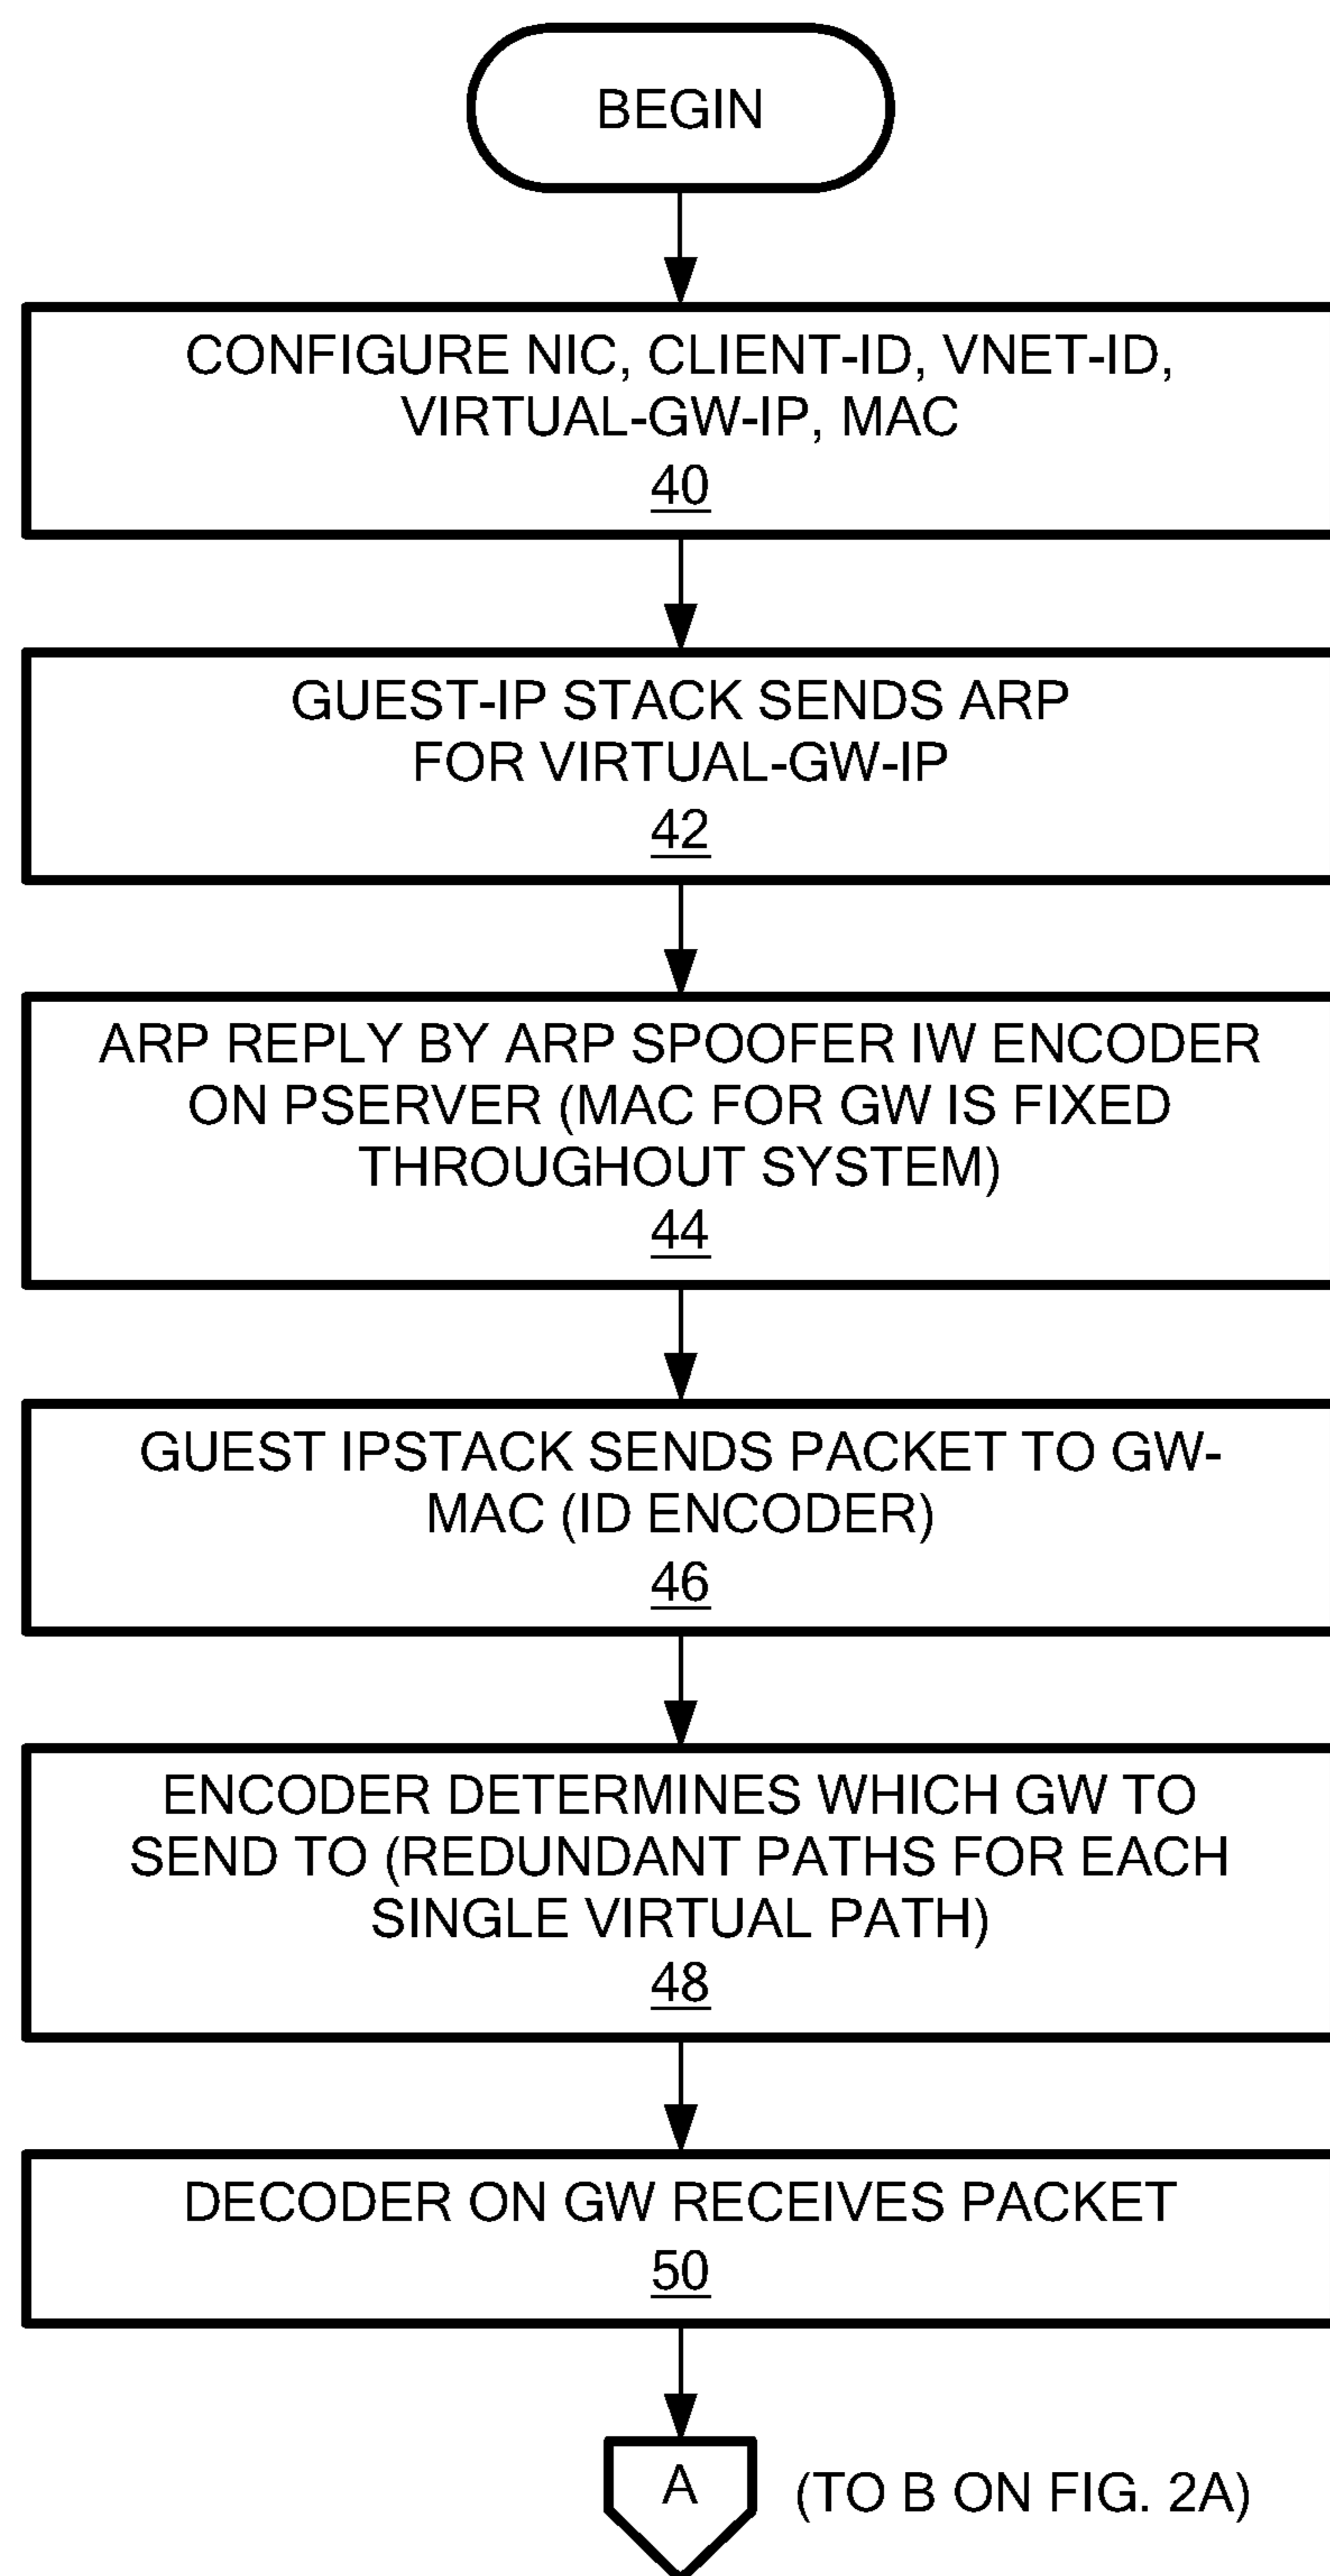 BEGIN
CONFIGURE NIC, CLIENT-ID, VNET-ID,
VIRTUAL-GW-IP, MAC
40
GUEST-IP STACK SENDS ARP
FOR VIRTUAL-GW-IP
42
ARP REPLY BY ARP SPOOFER IW ENCODER
ON PSERVER (MAC FOR GW IS FIXED
THROUGHOUT SYSTEM)
44
GUEST IPSTACK SENDS PACKET TO GW-
MAC (ID ENCODER)
46
ENCODER DETERMINES WHICH GW TO
SEND TO (REDUNDANT PATHS FOR EACH
SINGLE VIRTUAL PATH)
48
DECODER ON GW RECEIVES PACKET
50
A (TO B ON FIG. 2A)